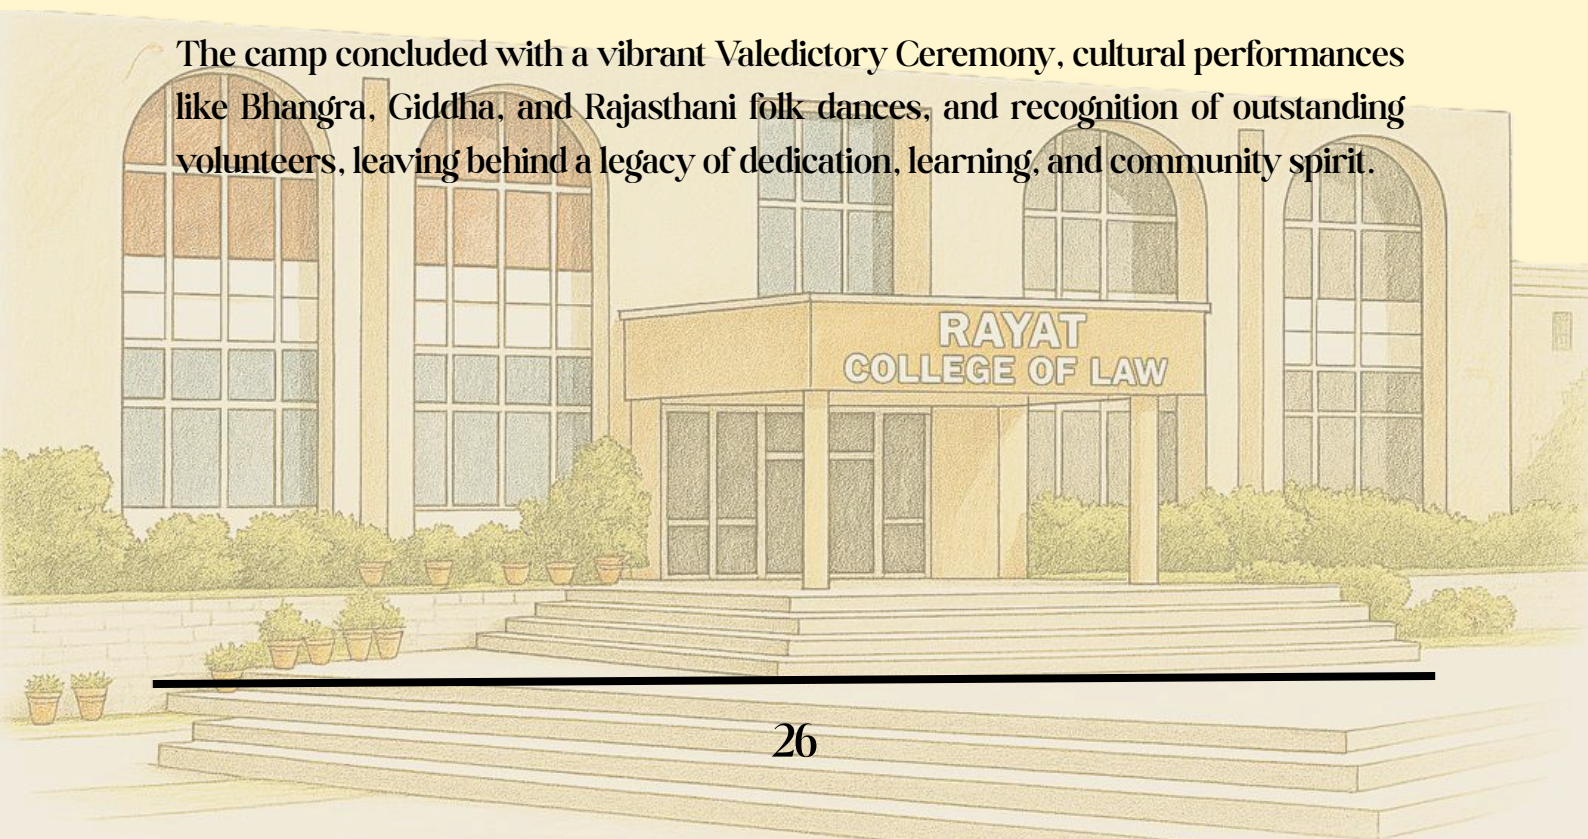 The camp concluded with a vibrant Valedictory Ceremony, cultural performances
like Bhangra, Giddha, and Rajasthani folk dances, and recognition of outstanding
volunteers, leaving behind a legacy of dedication, learning, and community spirit.
RAYAT
COLLEGE OF LAW
26